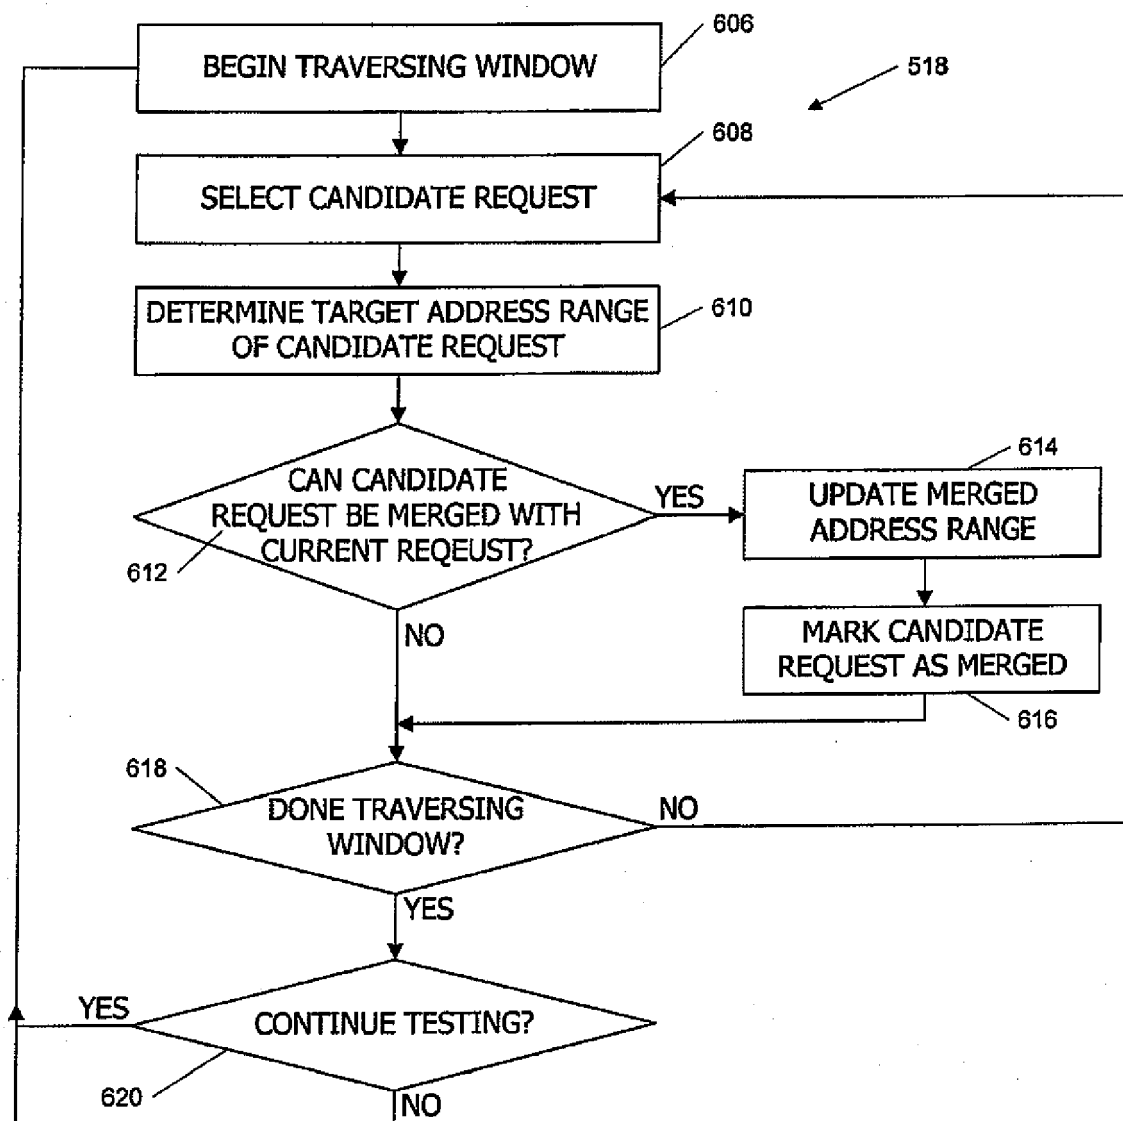 606
BEGIN TRAVERSING WINDOW
518
608
SELECT CANDIDATE REQUEST
610
DETERMINE TARGET ADDRESS RANGE
OF CANDIDATE REQUEST
614
CAN CANDIDATE
REQUEST BE MERGED WITH
CURRENT REQEUST?
YES
UPDATE MERGED
ADDRESS RANGE
612
NO
MARK CANDIDATE
REQUEST AS MERGED
616
618
DONE TRAVERSING
WINDOW?
NO
YES
YES
CONTINUE TESTING?
620
NO